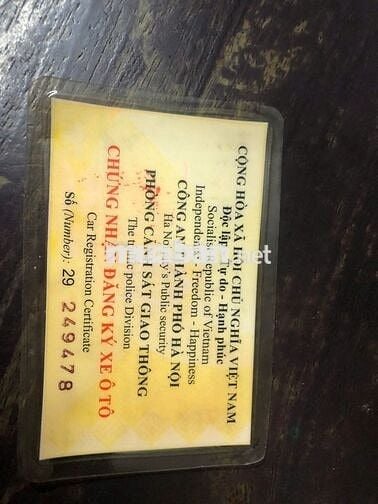 CỘNG HÒA XÃ HỘI CHỦ NGHĨA VIỆT NAM
Độc lập - Tự do - Hạnh phúc
Socialist Republic of Vietnam
Independence - Freedom - Happiness
CÔNG AN THÀNH PHỐ HÀ NỘI
Ha Noi City's Public security
PHÒNG CẢNH SÁT GIAO THÔNG
The traffic police Division
CHỨNG NHẬN ĐĂNG KÝ XE Ô TÔ
Car Registration Certificate
Số (Number): 29 249478